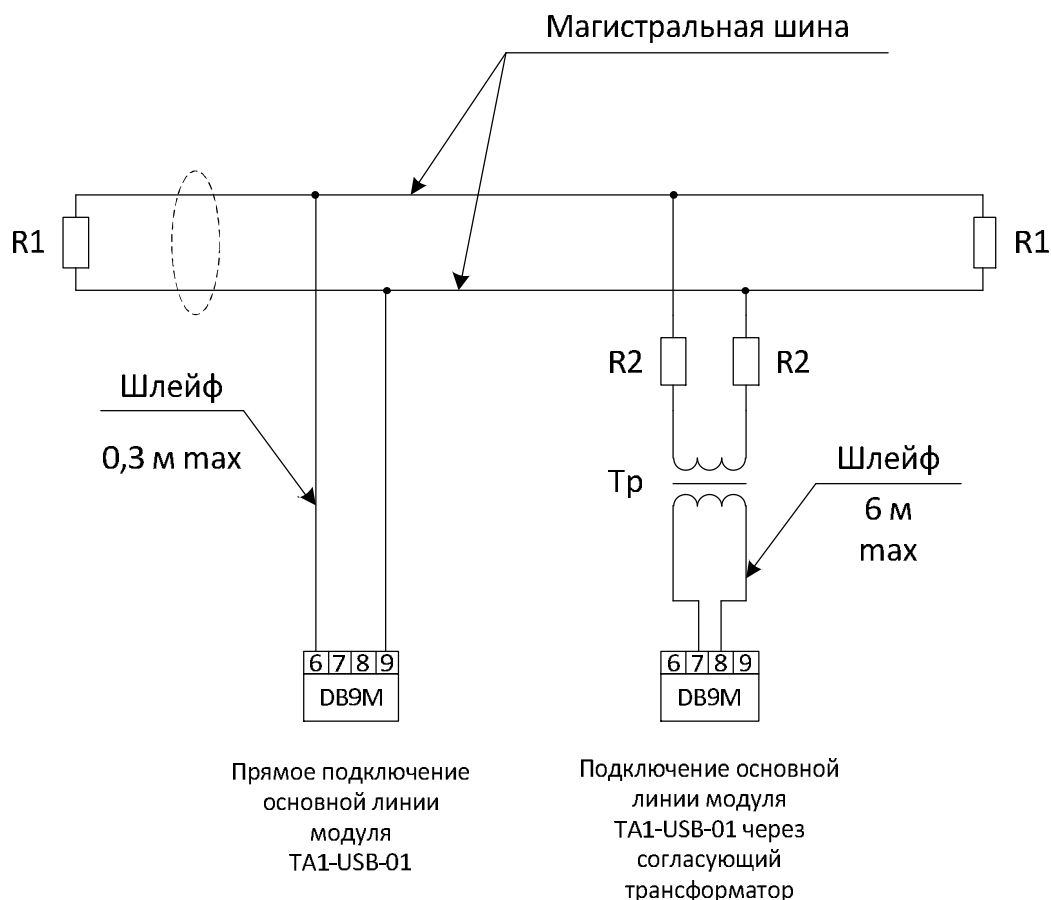 Магистральная шина
R1
R1
R2
R2
Шлейф
0,3 м max
Тр
Шлейф
6 м
max
6 7 8 9
DB9M
6 7 8 9
DB9M
Прямое подключение
основной линии
модуля
TA1-USB-01
Подключение основной
линии модуля
TA1-USB-01 через
согласующий
трансформатор